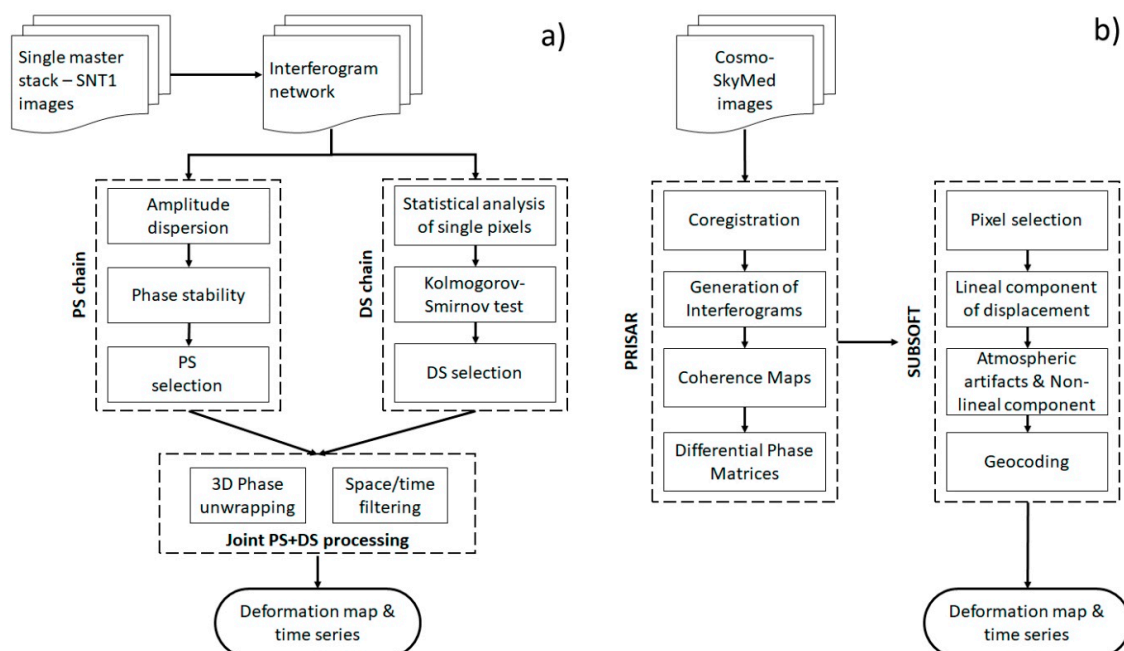 a)
Single master
stack – SNT1
images
Interferogram
network
PS chain
Amplitude
dispersion
Phase stability
PS
selection
DS chain
Statistical analysis
of single pixels
Kolmogorov-
Smirnov test
DS selection
3D Phase
unwrapping
Space/time
filtering
Joint PS+DS processing
Deformation map &
time series
b)
Cosmo-
SkyMed
images
PRISAR
Coregistration
Generation of
Interferograms
Coherence Maps
Differential Phase
Matrices
SUBSOFT
Pixel selection
Lineal component
of displacement
Atmospheric
artifacts & Non-
lineal component
Geocoding
Deformation map &
time series